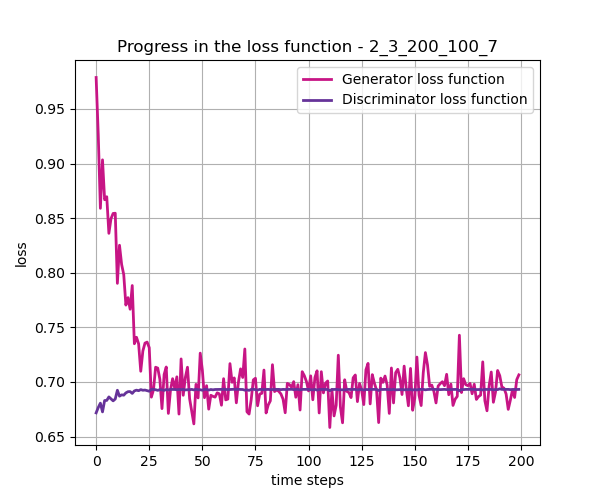 Progress in the loss function - 2_3_200_100_7
Generator loss function
Discriminator loss function
0.95
0.90
0.85
0.80
0.75
0.70
0.65
loss
0 25 50 75 100 125 150 175 200
time steps